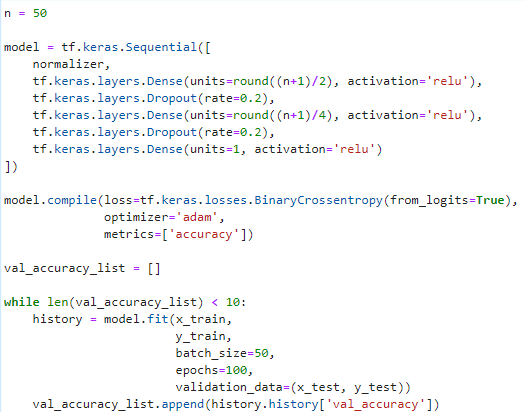 n = 50
model = tf.keras.Sequential([
    normalizer,
    tf.keras.layers.Dense(units=round((n+1)/2), activation='relu'),
    tf.keras.layers.Dropout(rate=0.2),
    tf.keras.layers.Dense(units=round((n+1)/4), activation='relu'),
    tf.keras.layers.Dropout(rate=0.2),
    tf.keras.layers.Dense(units=1, activation='relu')
])
model.compile(loss=tf.keras.losses.BinaryCrossentropy(from_logits=True),
              optimizer='adam',
              metrics=['accuracy'])
val_accuracy_list = []
while len(val_accuracy_list) < 10:
    history = model.fit(x_train,
                        y_train,
                        batch_size=50,
                        epochs=100,
                        validation_data=(x_test, y_test))
    val_accuracy_list.append(history.history['val_accuracy'])